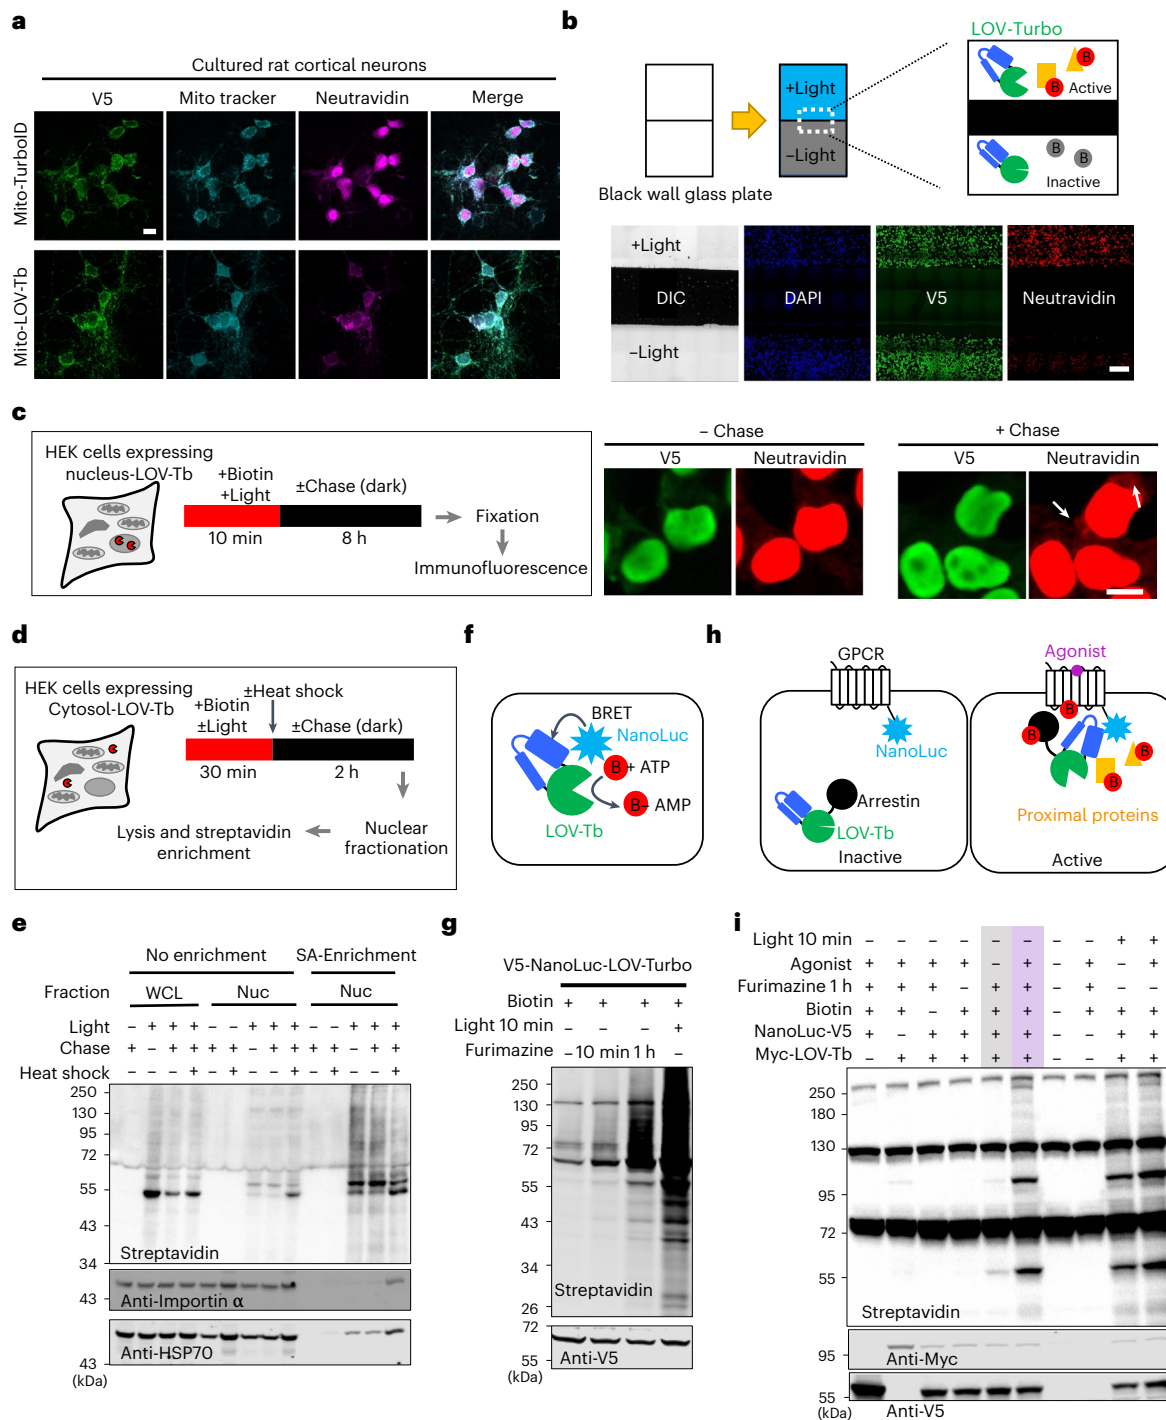 a
Cultured rat cortical neurons
V5 Mito tracker Neutravidin Merge
Mito-TurboID
Mito-LOV-Tb
b
LOV-Turbo
+Light
–Light
Black wall glass plate
B
B
Active
B
B
Inactive
+Light
DIC
–Light
DAPI
V5
Neutravidin
c
HEK cells expressing
nucleus-LOV-Tb
+Biotin
+Light
±Chase (dark)
10 min
8 h
Fixation
Immunofluorescence
– Chase
V5 Neutravidin
+ Chase
V5 Neutravidin
d
HEK cells expressing
Cytosol-LOV-Tb
±Heat shock
+Biotin
±Light
±Chase (dark)
30 min
2 h
Nuclear
fractionation
Lysis and streptavidin
enrichment
f
BRET
NanoLuc
B + ATP
B – AMP
LOV-Tb
h
GPCR
NanoLuc
Arrestin
LOV-Tb
Inactive
Agonist
B
B
B
B
B
B
Proximal proteins
Active
e
No enrichment SA-Enrichment
Fraction WCL Nuc Nuc
Light – + + + – – + + + – – + + +
Chase + – + + – + – + + – + – + +
Heat shock – – – + – + – – + – + – – +
250
130
95
72
55
43
34
Streptavidin
43
Anti-Importin α
Anti-HSP70
43
(kDa)
g
V5-NanoLuc-LOV-Turbo
Biotin + + + +
Light 10 min – – – +
Furimazine – 10 min 1 h –
250
130
95
72
55
43
34
26
Streptavidin
72
55
Anti-V5
i
Light 10 min – – – – – – – – + +
Agonist + + + + – + – + – +
Furimazine 1 h + + + – + + – + – –
Biotin + + – + + + – + + +
NanoLuc-V5 + – + + + + – – + +
Myc-LOV-Tb – + + + + + – – + +
250
180
130
95
72
55
Streptavidin
95
Anti-Myc
55
(kDa)
Anti-V5